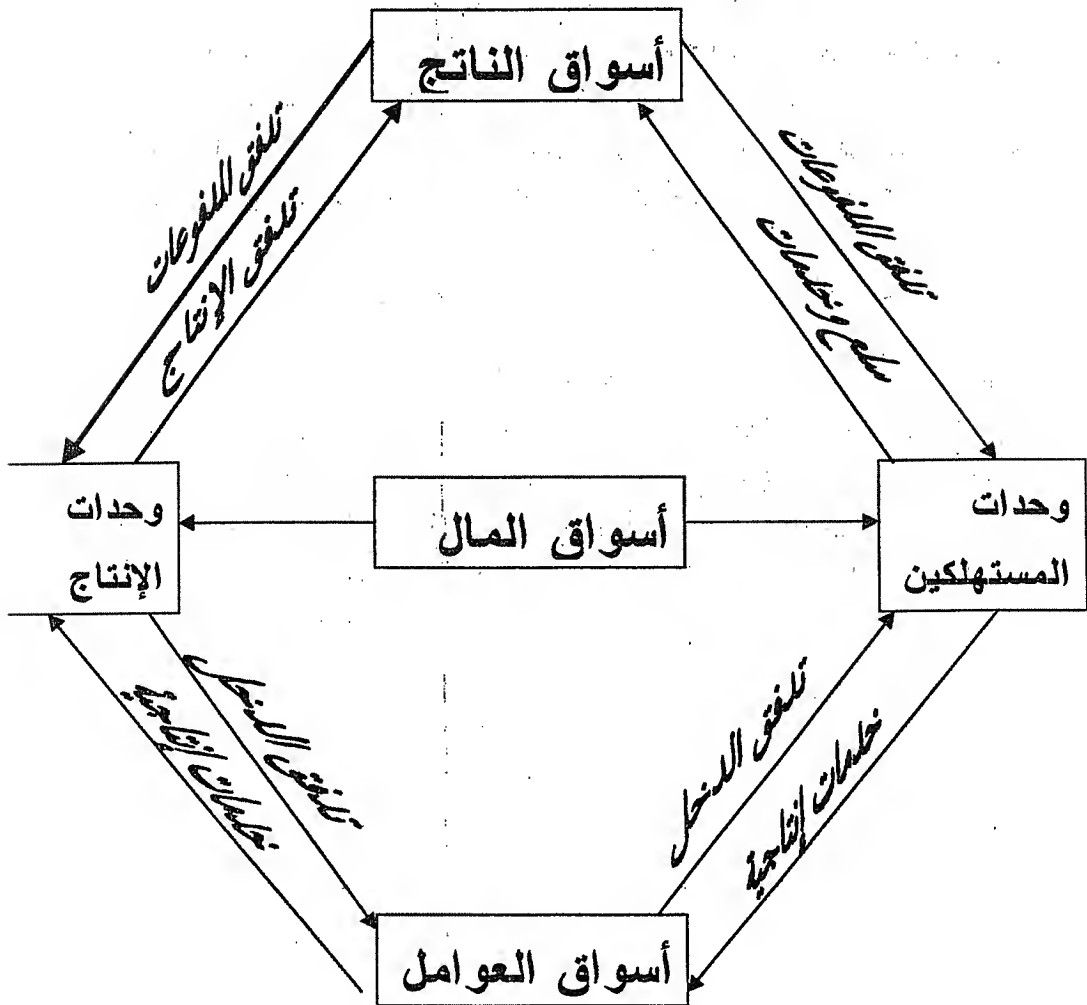 أسواق الناتج
تدفق المدفوعات
تدفق الإنتاج
تدفق المدفوعات
سلع وخدمات
وحدات
المستهلكين
أسواق المال
وحدات
الإنتاج
تدفق الدخل
خدمات إنتاجية
تدفق الدخل
خدمات إنتاجية
أسواق العوامل